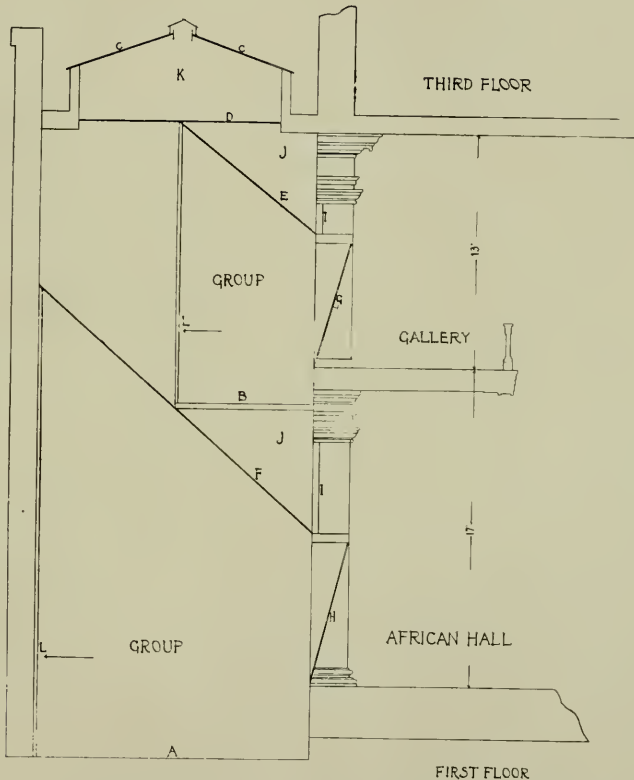 C
C
K
THIRD FLOOR
D
J
E
I
13'
GROUP
G
L
GALLERY
B
J
F
I
17'
H
AFRICAN HALL
GROUP
L
A
FIRST FLOOR